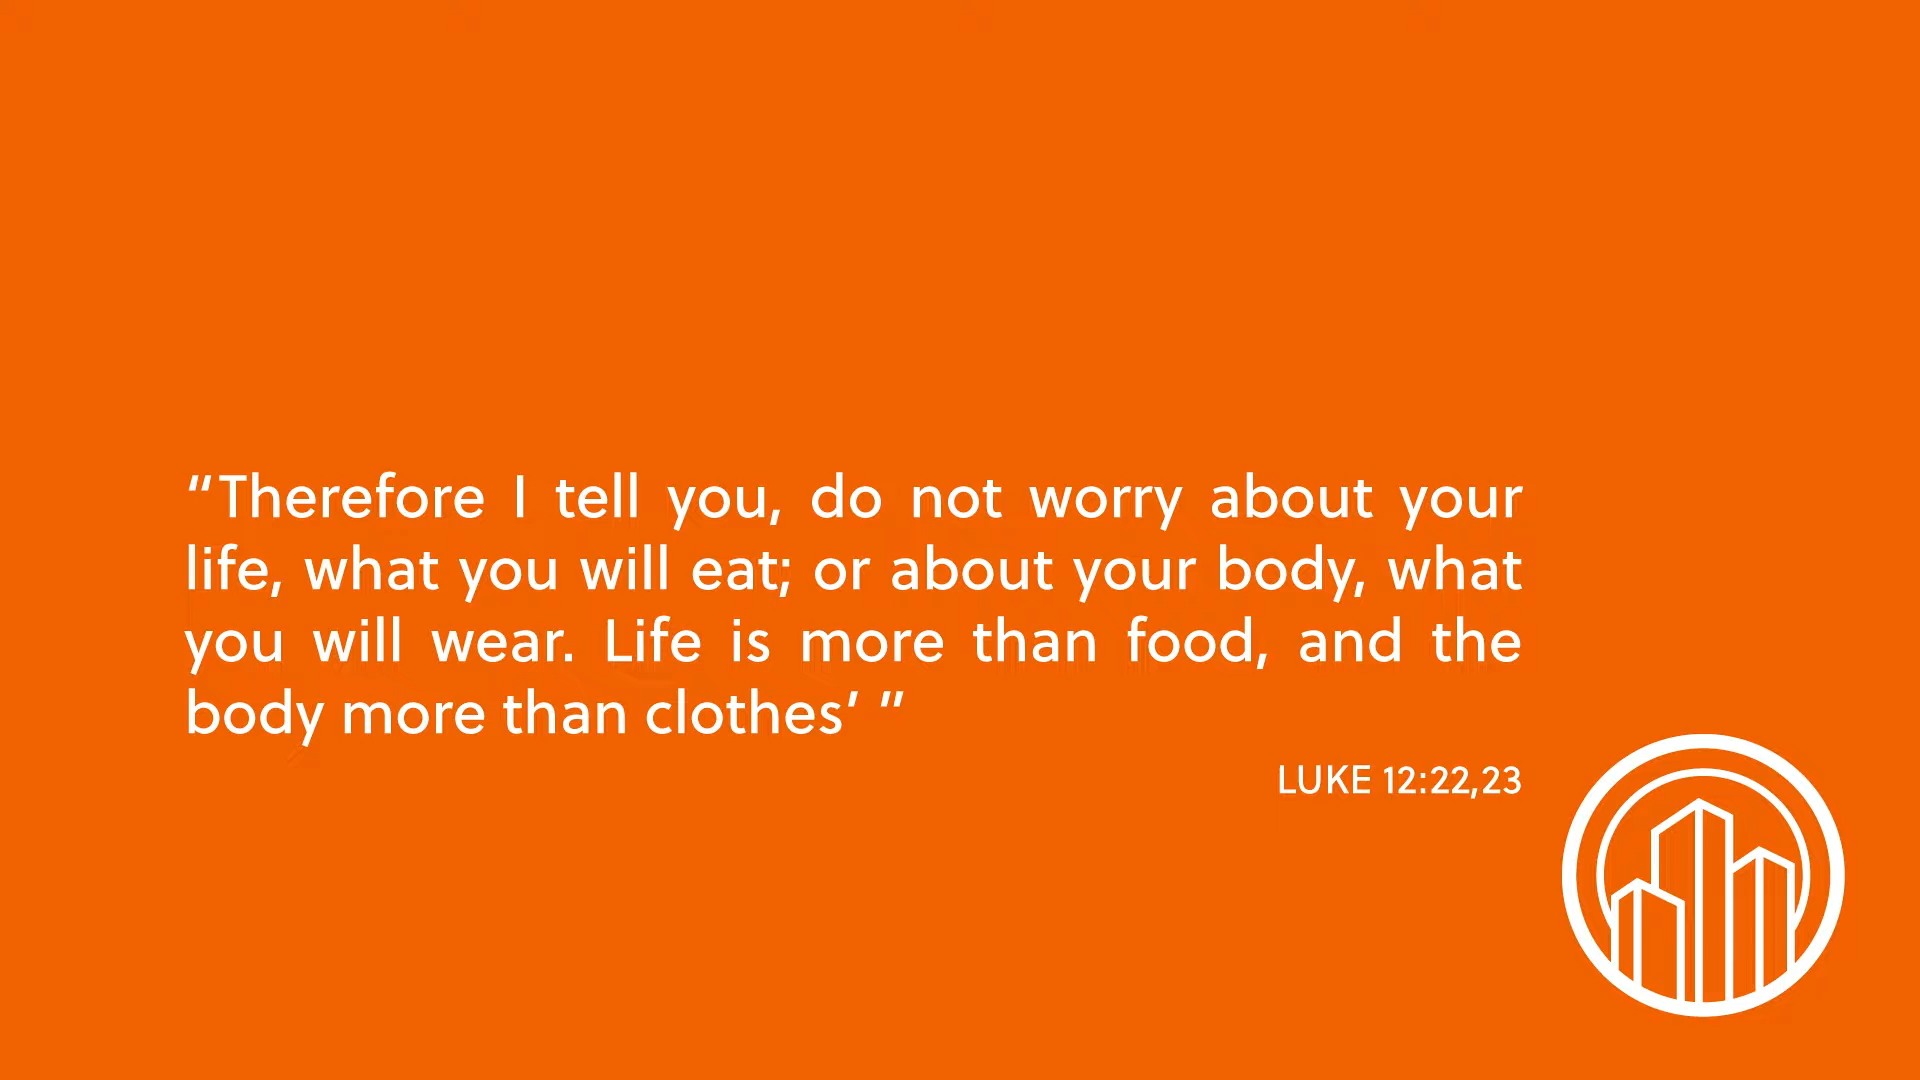 “Therefore I tell you, do not worry about your
life, what you will eat; or about your body, what
you will wear. Life is more than food, and the
body more than clothes’ ”
LUKE 12:22,23